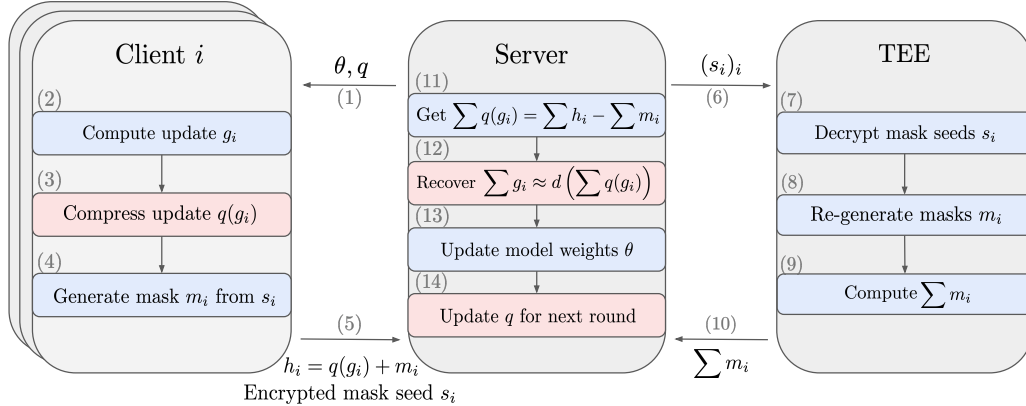 Client i
(2)
Compute update g_i
(3)
Compress update q(g_i)
(4)
Generate mask m_i from s_i
θ, q
(1)
(5)
h_i = q(g_i) + m_i
Encrypted mask seed s_i
Server
(11)
Get ∑ q(g_i) = ∑ h_i − ∑ m_i
(12)
Recover ∑ g_i ≈ d (∑ q(g_i))
(13)
Update model weights θ
(14)
Update q for next round
(s_i)_i
(6)
(10)
∑ m_i
TEE
(7)
Decrypt mask seeds s_i
(8)
Re-generate masks m_i
(9)
Compute ∑ m_i